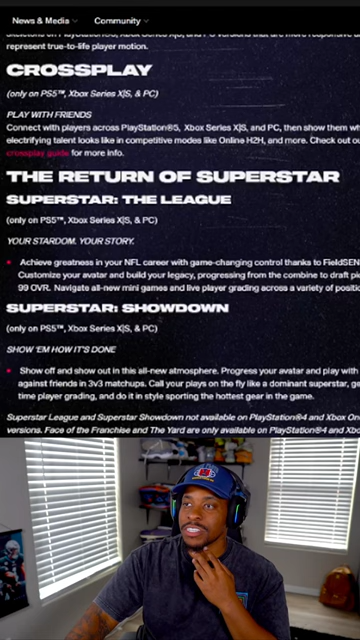 News & Media
Community
represent true-to-life player motion.
CROSSPLAY
(only on PS5™, Xbox Series X|S, & PC)
PLAY WITH FRIENDS
Connect with players across PlayStation®5, Xbox Series X|S, and PC, then show them
electrifying talent looks like in competitive modes like Online H2H, and more. Check out
crossplay guide for more info.
THE RETURN OF SUPERSTAR
SUPERSTAR: THE LEAGUE
(only on PS5™, Xbox Series X|S, & PC)
YOUR STARDOM. YOUR STORY.
Achieve greatness in your NFL career with game-changing control thanks to FieldSEN
Customize your avatar and build your legacy, progressing from the combine to draft
99 OVR. Navigate all-new mini games and live player grading across a variety of
SUPERSTAR: SHOWDOWN
(only on PS5™, Xbox Series X|S, & PC)
SHOW 'EM HOW IT'S DONE
Show off and show out in this all-new atmosphere. Progress your avatar and play with
against friends in 3v3 matchups. Call your plays on the fly like a dominant superstar,
time player grading, and do it in style sporting the hottest gear in the game.
Superstar League and Superstar Showdown not available on PlayStation®4 and Xbox
versions. Face of the Franchise and The Yard are only available on PlayStation®4 and